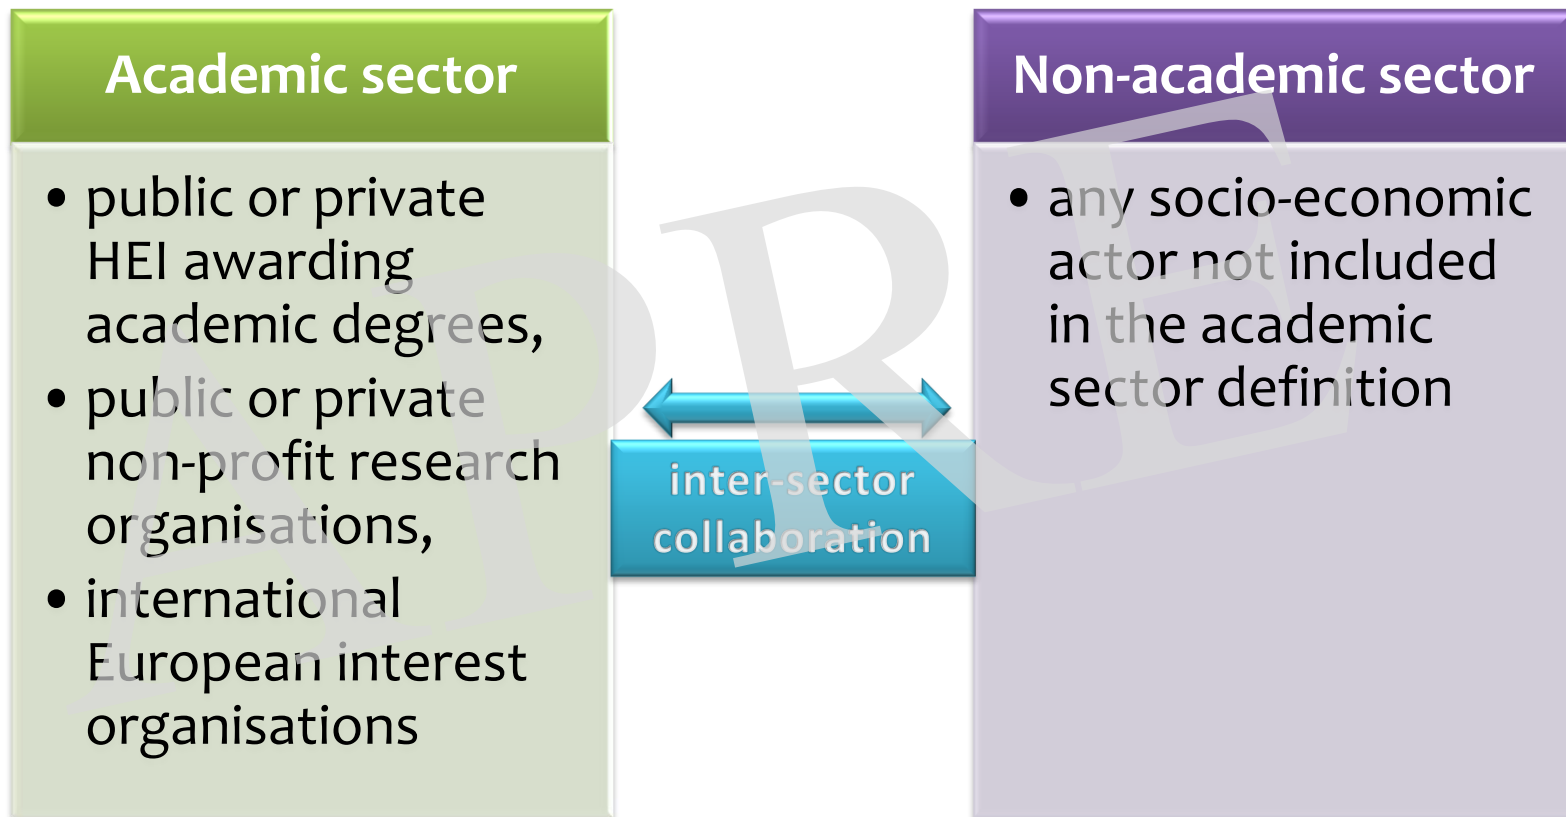 Academic sector
• public or private
HEI awarding
academic degrees,
• public or private
non-profit research
organisations,
• international
European interest
organisations
inter-sector
collaboration
Non-academic sector
• any socio-economic
actor not included
in the academic
sector definition
APRE